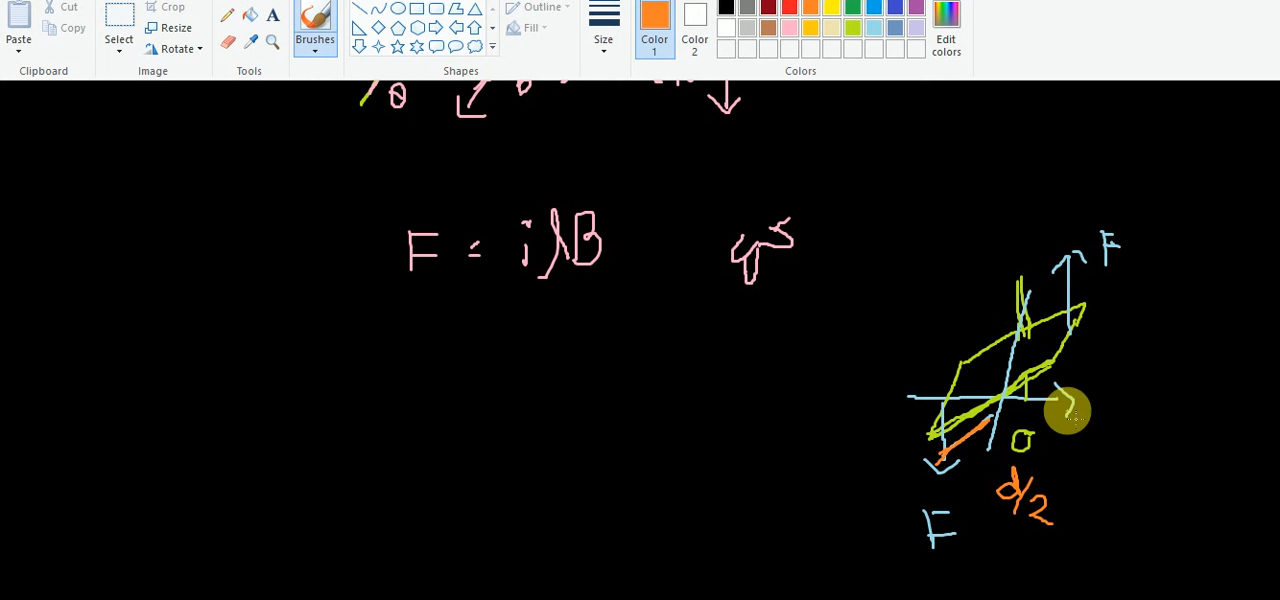 Cut
Copy
Paste
Clipboard
Crop
Select
Resize
Rotate
Image
A
Tools
Brushes
Outline
Fill
Shapes
Size
Color 1
Color 2
Edit colors
Colors
θ
F = ilB
F
σ
d/2
F